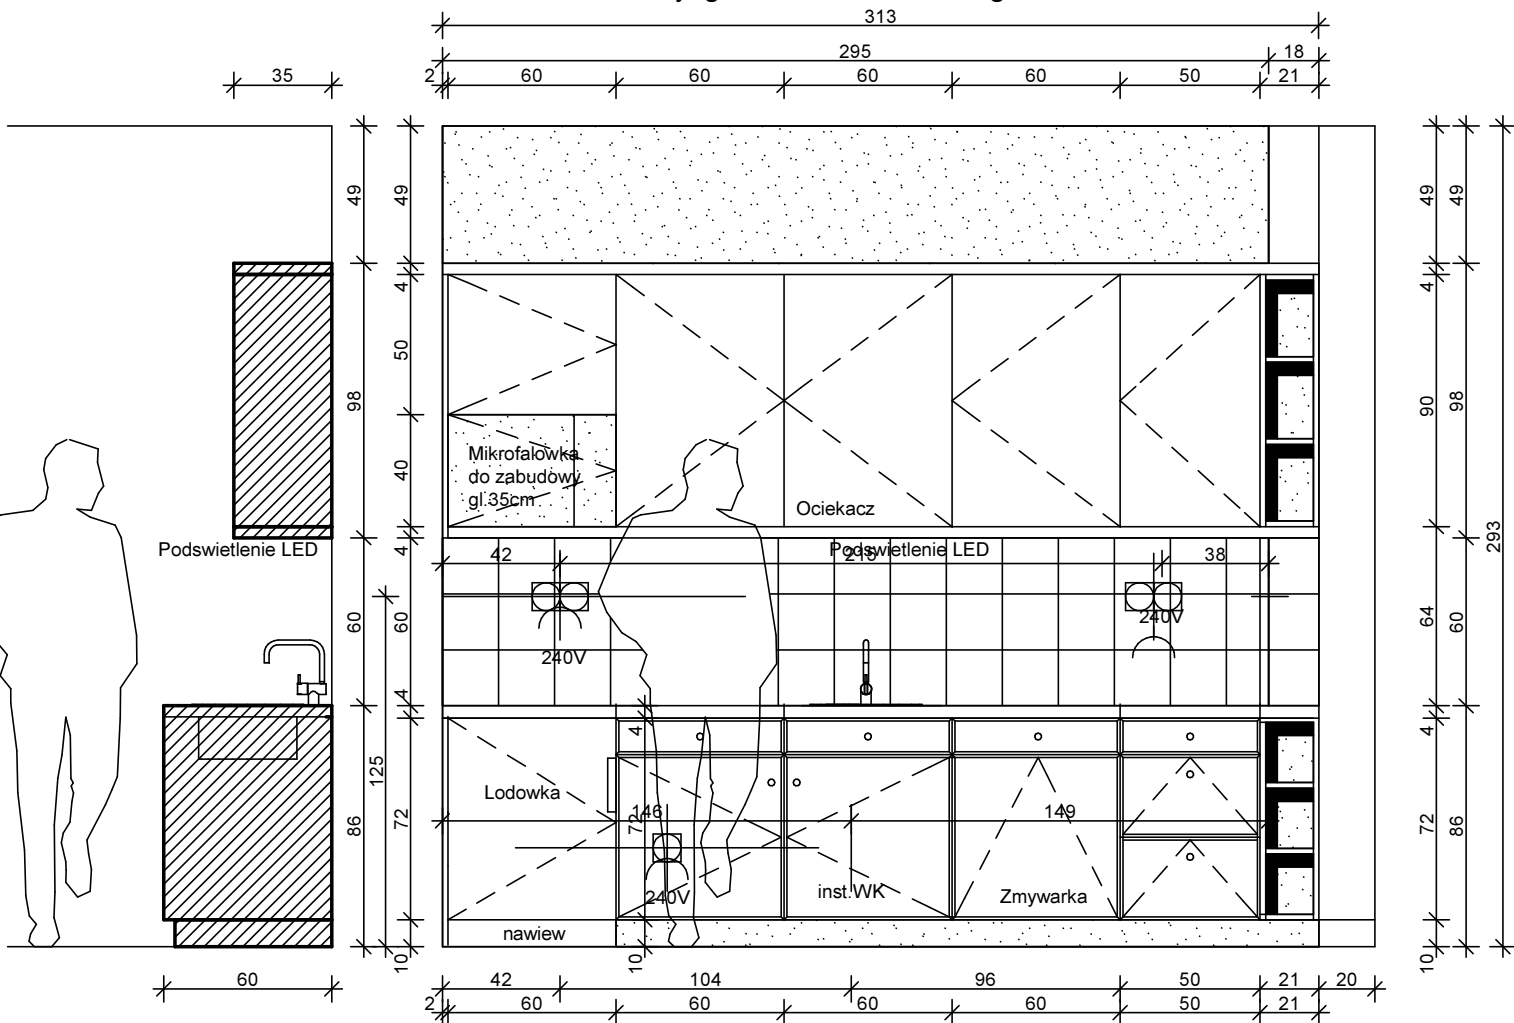 313
295 18
35 2 60 60 60 60 50 21
49 49 49 49
4 4
50
98 90 98
40
Mikrofalowka
do zabudowy
gl.35cm
Ociekacz
Podswietlenie LED 4 Podswietlenie LED
42 215 38
293
240V
60 60 64 60
240V
4
4 4
125
Lodowka
146 149
86 72 72 72 86
240V inst.WK Zmywarka
nawiew
10 10 10
60 42 104 96 50 21 20
2 60 60 60 60 50 21